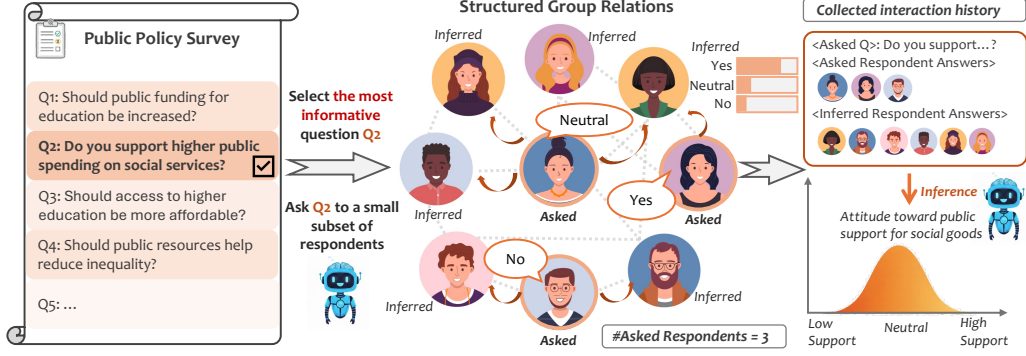 Public Policy Survey
Q1: Should public funding for
education be increased?
Q2: Do you support higher public
spending on social services?
Q3: Should access to higher
education be more affordable?
Q4: Should public resources help
reduce inequality?
Q5: ...
Select the most
informative
question Q2
Ask Q2 to a small
subset of
respondents
Structured Group Relations
Inferred
Inferred
Inferred
Yes
Neutral
No
Neutral
Inferred
Asked
Yes
Asked
No
Inferred
Asked
Inferred
#Asked Respondents = 3
Collected interaction history
<Asked Q>: Do you support...?
<Asked Respondent Answers>
<Inferred Respondent Answers>
Inference
Attitude toward public
support for social goods
Low
Support
Neutral
High
Support